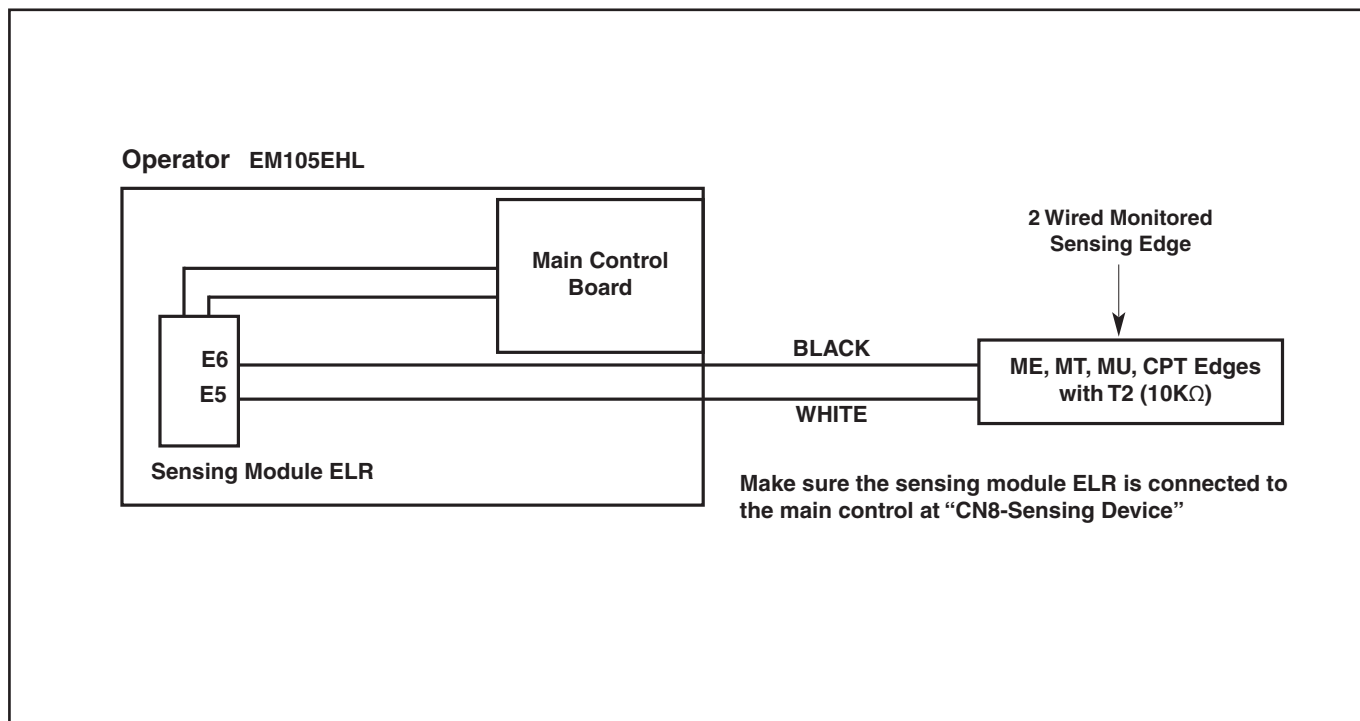 Operator EM105EHL
Main Control
Board
E6
E5
Sensing Module ELR
BLACK
WHITE
2 Wired Monitored
Sensing Edge
ME, MT, MU, CPT Edges
with T2 (10KΩ)
Make sure the sensing module ELR is connected to
the main control at “CN8-Sensing Device”